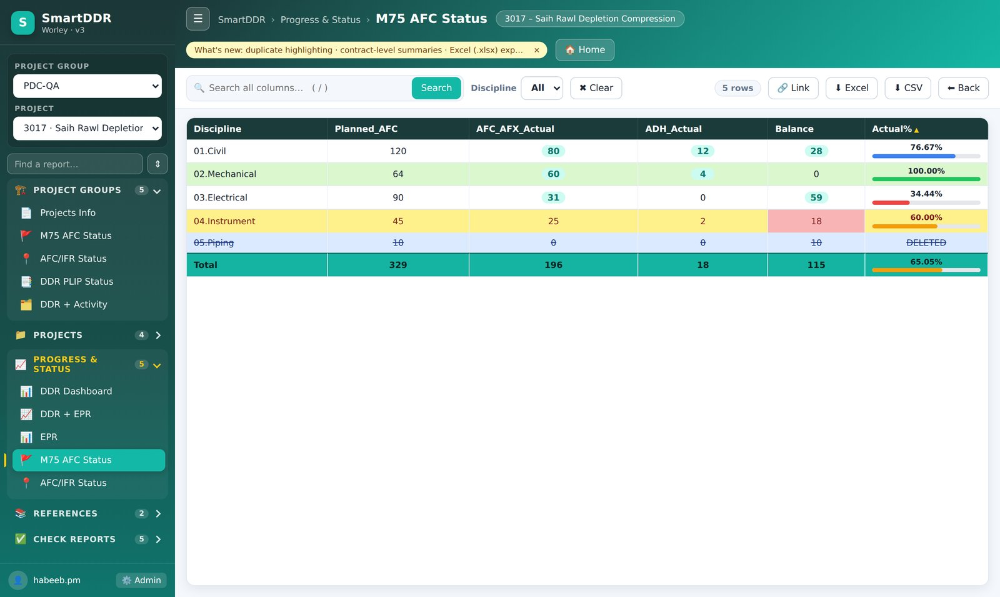 S
SmartDDR
Worley · v3
PROJECT GROUP
PDC-QA
PROJECT
3017 · Saih Rawl Depletior
Find a report...
PROJECT GROUPS 5
Projects Info
M75 AFC Status
AFC/IFR Status
DDR PLIP Status
DDR + Activity
PROJECTS 4
PROGRESS &
STATUS 5
DDR Dashboard
DDR + EPR
EPR
M75 AFC Status
AFC/IFR Status
REFERENCES 2
CHECK REPORTS 5
habeeb.pm
Admin
SmartDDR › Progress & Status › M75 AFC Status 3017 – Saih Rawl Depletion Compression
What's new: duplicate highlighting · contract-level summaries · Excel (.xlsx) exp... ×
Home
Search all columns... ( / ) Search Discipline All ✖ Clear 5 rows Link ⬇ Excel ⬇ CSV ⬅ Back
Discipline Planned_AFC AFC_AFX_Actual ADH_Actual Balance Actual% ▲
01.Civil 120 80 12 28 76.67%
02.Mechanical 64 60 4 0 100.00%
03.Electrical 90 31 0 59 34.44%
04.Instrument 45 25 2 18 60.00%
05.Piping 10 0 0 10 DELETED
Total 329 196 18 115 65.05%